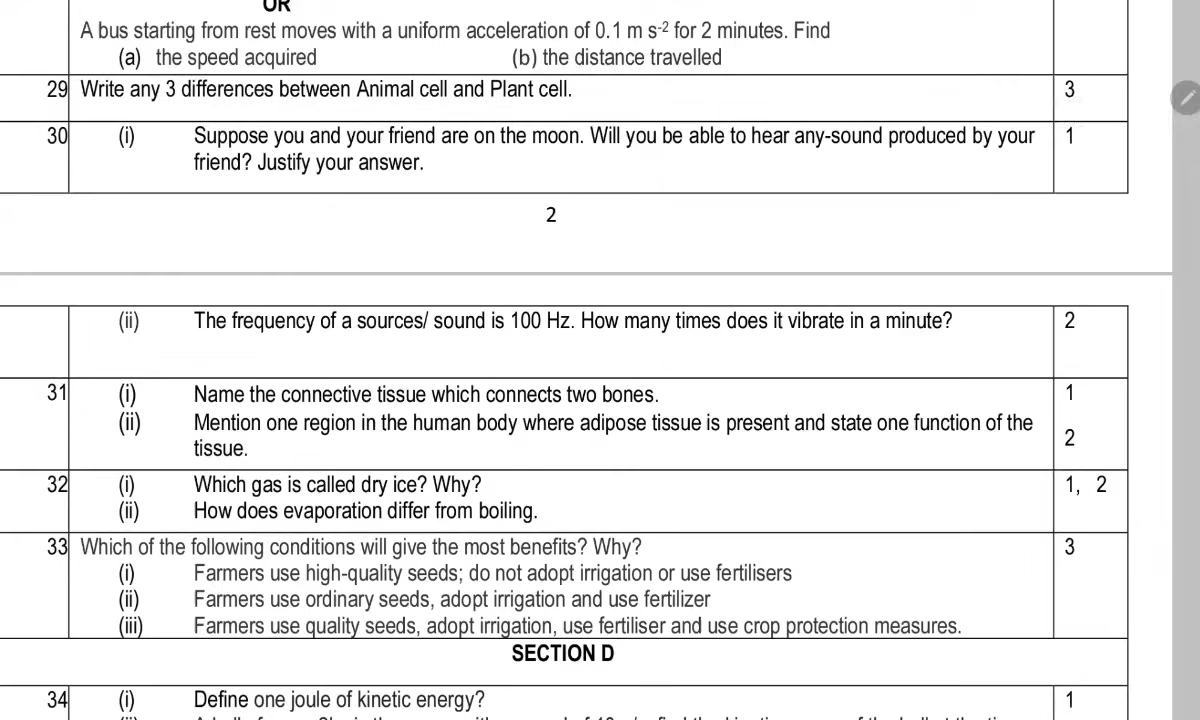 OR
A bus starting from rest moves with a uniform acceleration of 0.1 m s-2 for 2 minutes. Find
(a) the speed acquired (b) the distance travelled
29 Write any 3 differences between Animal cell and Plant cell. 3
30 (i) Suppose you and your friend are on the moon. Will you be able to hear any-sound produced by your 1
friend? Justify your answer.
2
(ii) The frequency of a sources/ sound is 100 Hz. How many times does it vibrate in a minute? 2
31 (i) Name the connective tissue which connects two bones. 1
(ii) Mention one region in the human body where adipose tissue is present and state one function of the
tissue. 2
32 (i) Which gas is called dry ice? Why? 1, 2
(ii) How does evaporation differ from boiling.
33 Which of the following conditions will give the most benefits? Why? 3
(i) Farmers use high-quality seeds; do not adopt irrigation or use fertilisers
(ii) Farmers use ordinary seeds, adopt irrigation and use fertilizer
(iii) Farmers use quality seeds, adopt irrigation, use fertiliser and use crop protection measures.
SECTION D
34 (i) Define one joule of kinetic energy? 1